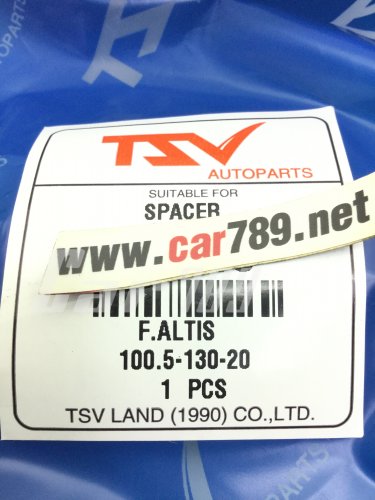 TSV
AUTOPARTS
SUITABLE FOR
SPACER
www.car789.net
F.ALTIS
100.5-130-20
1 PCS
TSV LAND (1990) CO.,LTD.